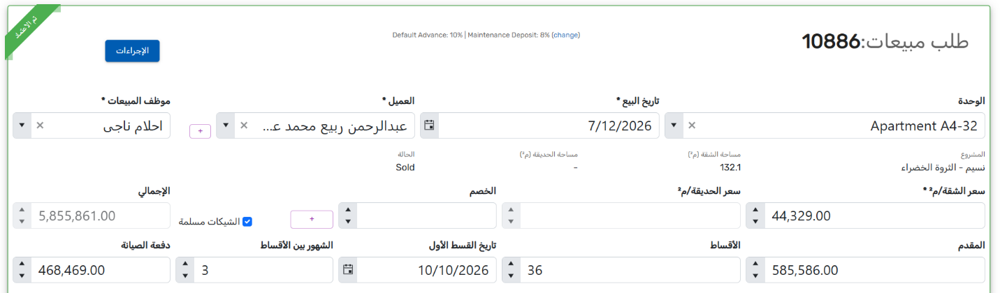 تم الاعتماد
طلب مبيعات:10886
Default Advance: 10% | Maintenance Deposit: 8% (change)
الإجراءات
الوحدة
تاريخ البيع *
العميل *
موظف المبيعات *
Apartment A4-32
7/12/2026
عبدالرحمن ربيع محمد عـ...
+
احلام ناجى
المشروع
مساحة الشقة (م²)
مساحة الحديقة (م²)
الحالة
نسيم - الثروة الخضراء
132.1
-
Sold
سعر الشقة/م² *
سعر الحديقة/م²
الخصم
الإجمالي
44,329.00
+
الشيكات مسلمة
5,855,861.00
المقدم
الأقساط
تاريخ القسط الأول
الشهور بين الأقساط
دفعة الصيانة
585,586.00
36
10/10/2026
3
468,469.00